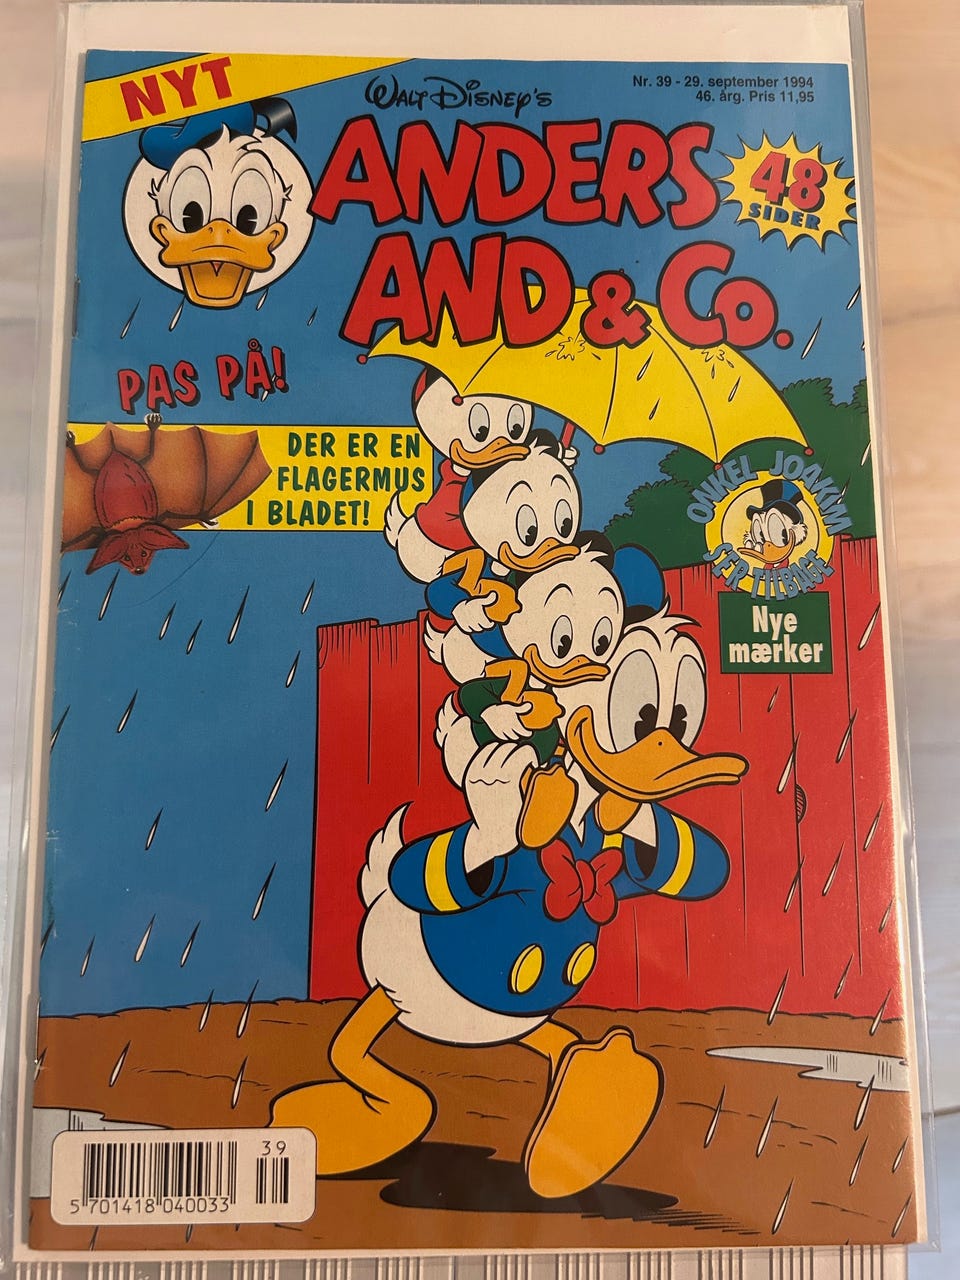 NYT
WALT DISNEY'S
Nr. 39 - 29. september 1994
46. årg. Pris 11,95
ANDERS
AND & Co.
48
SIDER
PAS PÅ!
DER ER EN
FLAGERMUS
I BLADET!
ONKEL JOAKIM
SER TILBAGE
Nye
mærker
39
5 701418 040033